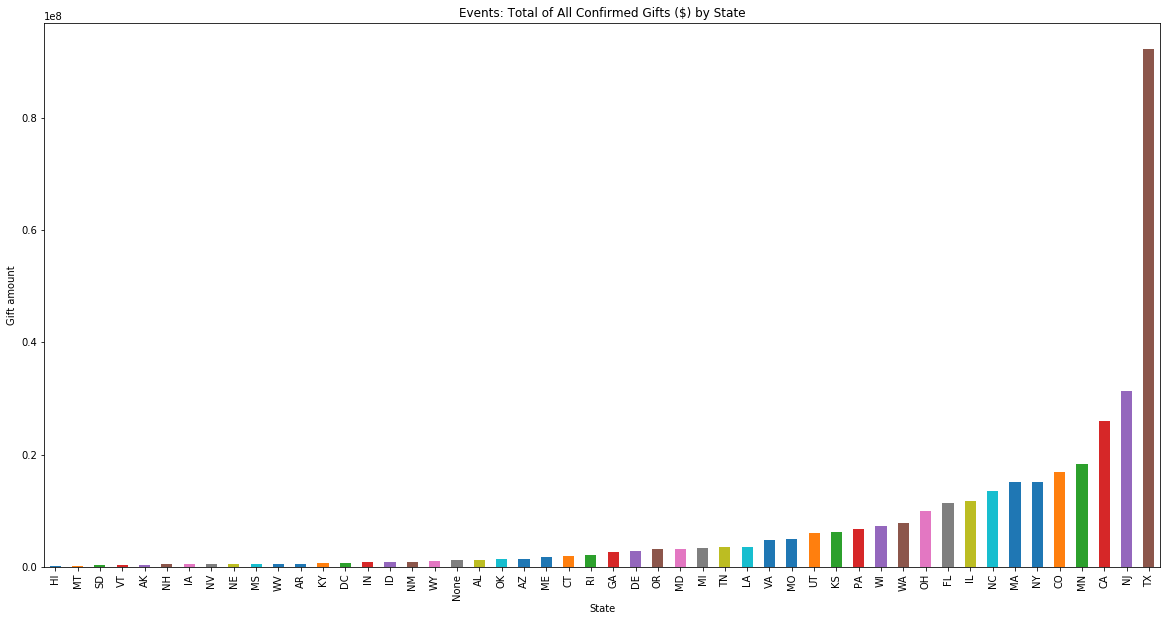 Events: Total of All Confirmed Gifts ($) by State
1e8
0.8
0.6
0.4
0.2
0.0
Gift amount
HI MT SD VT AK NH IA NV NE MS WV AR KY DC IN ID NM WY None AL OK AZ ME CT RI GA DE OR MD MI TN LA VA MO UT KS PA WI WA OH FL IL NC MA NY CO MN CA NJ TX
State